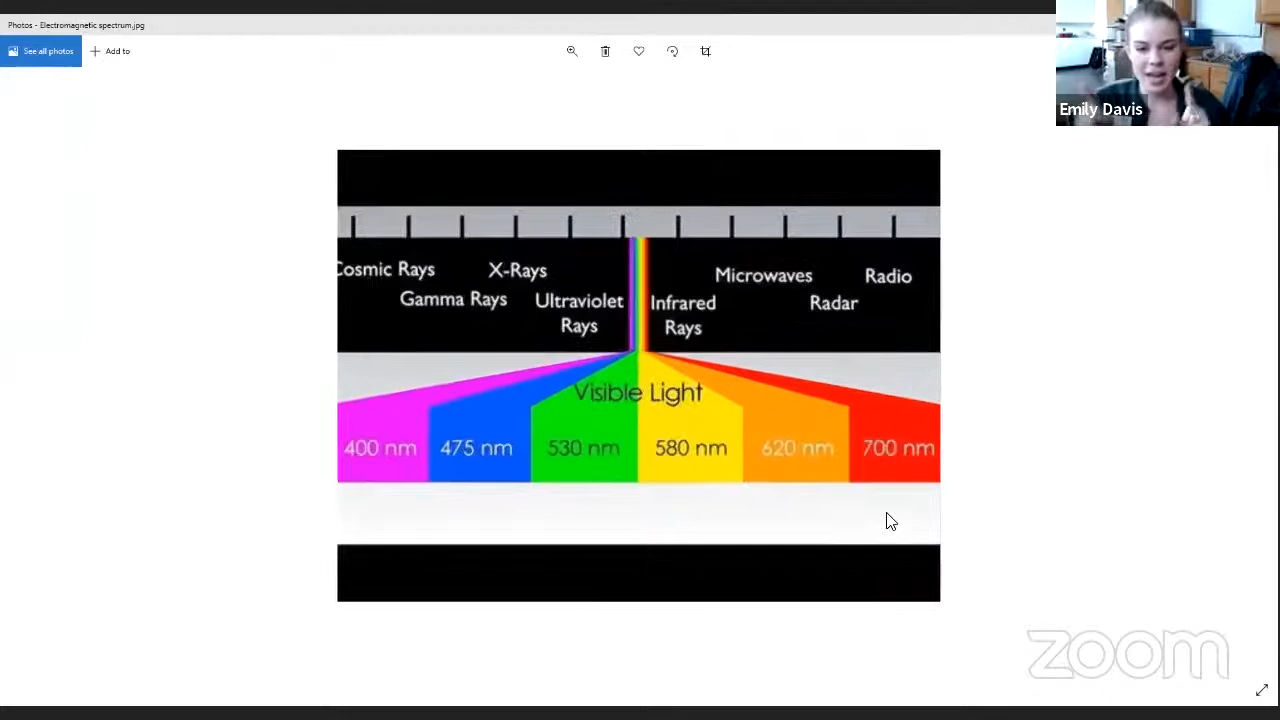 Photos - Electromagnetic spectrum.jpg
See all photos
Add to
Emily Davis
Cosmic Rays
X-Rays
Microwaves
Radio
Gamma Rays
Ultraviolet
Rays
Infrared
Rays
Radar
Visible Light
400 nm
475 nm
530 nm
580 nm
620 nm
700 nm
zoom